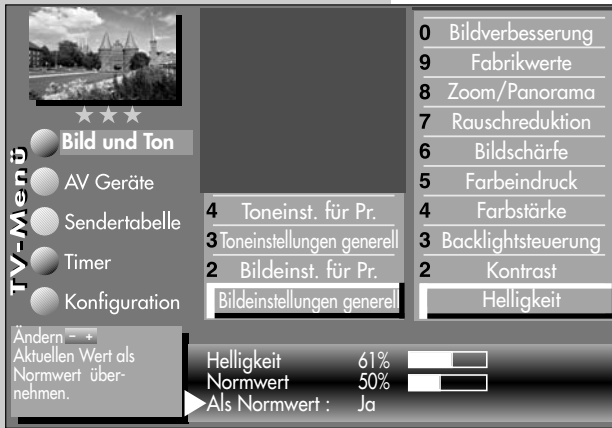 TV-Menü
Bild und Ton
AV Geräte
Sendertabelle
Timer
Konfiguration
4 Toneinst. für Pr.
3 Toneinstellungen generell
2 Bildeinst. für Pr.
Bildeinstellungen generell
0 Bildverbesserung
9 Fabrikwerte
8 Zoom/Panorama
7 Rauschreduktion
6 Bildschärfe
5 Farbeindruck
4 Farbstärke
3 Backlightsteuerung
2 Kontrast
Helligkeit
Ändern - +
Aktuellen Wert als
Normwert über-
nehmen.
Helligkeit 61%
Normwert 50%
Als Normwert : Ja